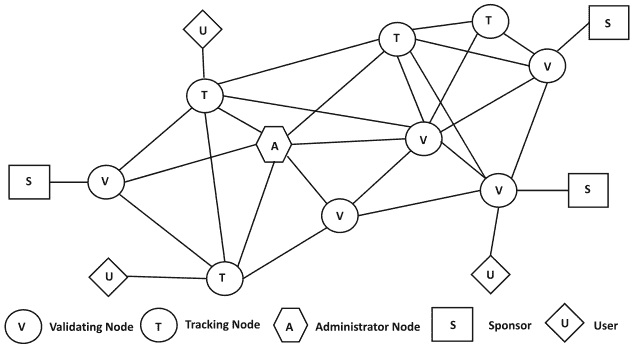 T
S
U
T
V
T
A
V
S
V
V
S
V
U
T
U
V
Validating Node
T
Tracking Node
A
Administrator Node
S
Sponsor
U
User